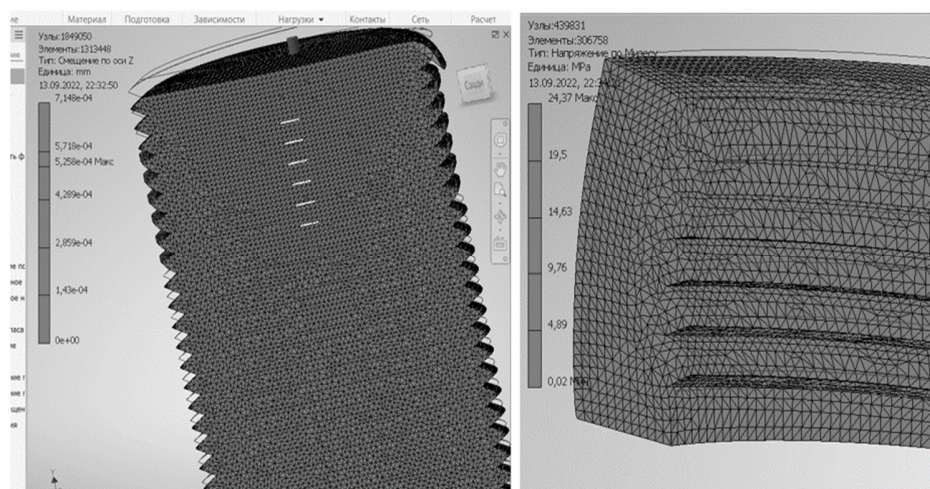 Материал Подготовка Зависимости Нагрузки Контакты Сеть Расчет
Узлы:1849050
Элементы:1313448
Тип: Смещение по оси Z
Единица: mm
13.09.2022, 22:32:50
7,148e-04
5,718e-04
5,258e-04 Макс
4,289e-04
2,859e-04
1,43e-04
0e+00
Сзади
Y
Узлы:439831
Элементы:306758
Тип: Напряжение по Мизесу
Единица: MPa
13.09.2022, 22:3
24,37 Макс
19,5
14,63
9,76
4,89
0,02